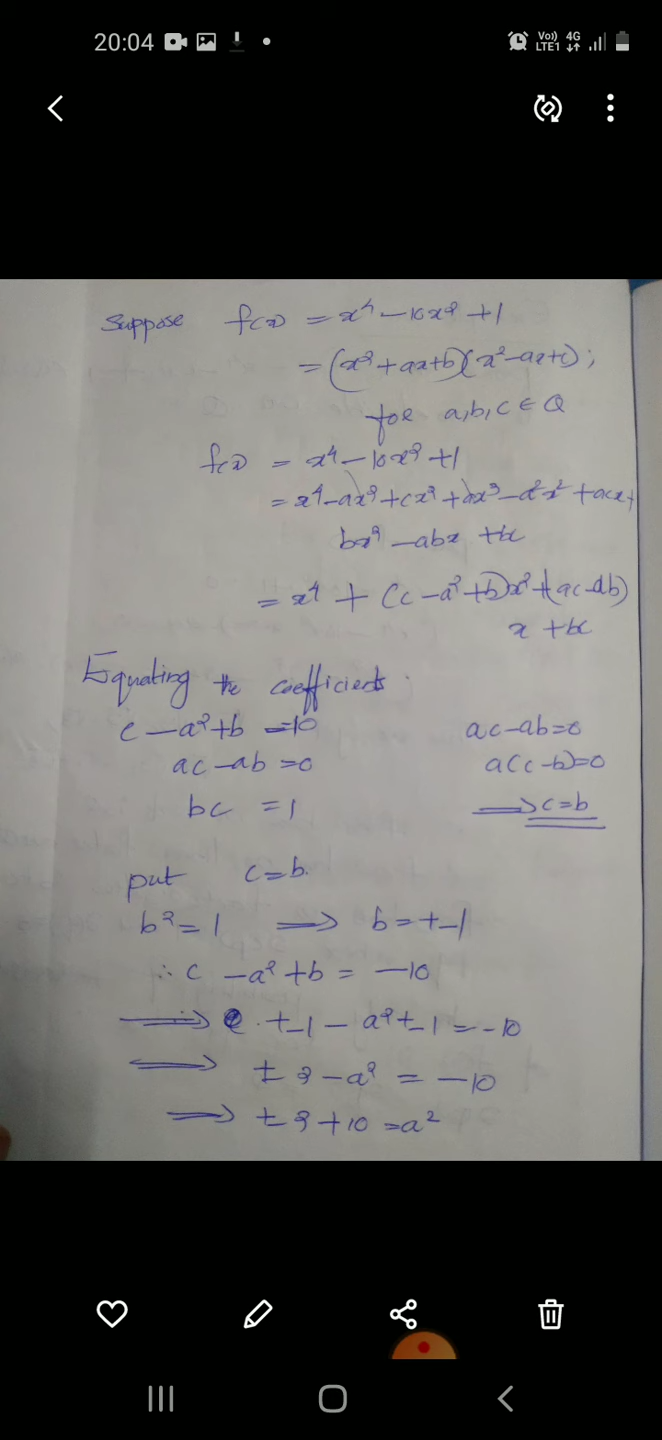 20:04 Vo)) LTE1 4G
Suppose f(x) = x⁴ - 10x² + 1
= (x² + ax + b)(x² - ax + c);
for a, b, c ∈ Q
f(x) = x⁴ - 10x² + 1
= x⁴ - ax³ + cx² + ax³ - a²x² + acx +
bx² - abx + bc
= x⁴ + (c - a² + b)x² + (ac - ab)
x + bc
Equating the coefficients.
c - a² + b = 10 ac - ab = 0
ac - ab = 0 a(c - b) = 0
bc = 1 ⟹ c = b
put c = b.
b² = 1 ⟹ b = ±1
∴ c - a² + b = -10
⟹ ±1 - a² ± 1 = -10
⟹ ±2 - a² = -10
⟹ ±2 + 10 = a²